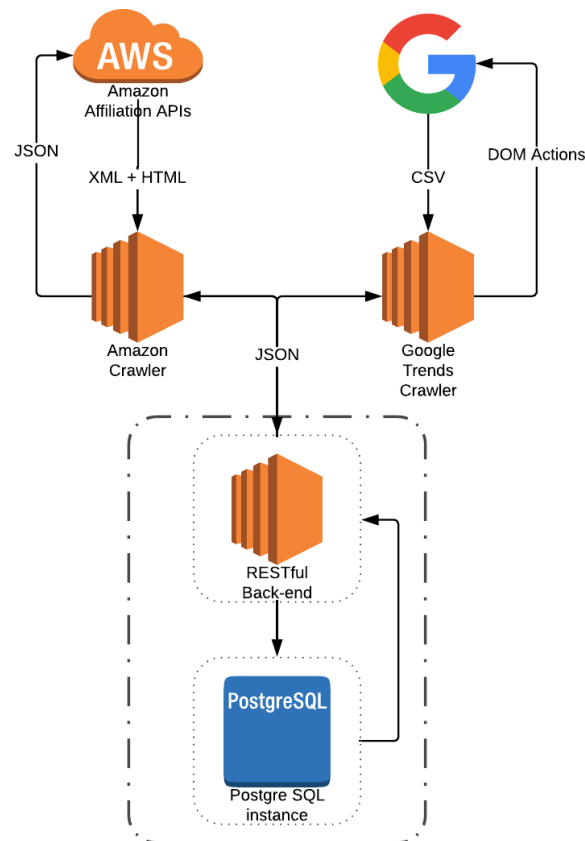 AWS
Amazon
Affiliation APIs
JSON
DOM Actions
XML + HTML
CSV
Amazon
Crawler
JSON
Google
Trends
Crawler
RESTful
Back-end
PostgreSQL
Postgre SQL
instance